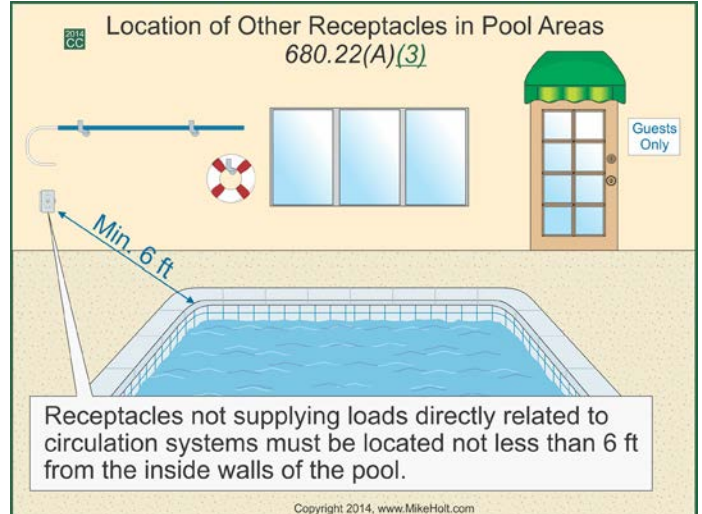 2014
CC
Location of Other Receptacles in Pool Areas
680.22(A)(3)
Guests
Only
Min. 6 ft
Receptacles not supplying loads directly related to
circulation systems must be located not less than 6 ft
from the inside walls of the pool.
Copyright 2014, www.MikeHolt.com